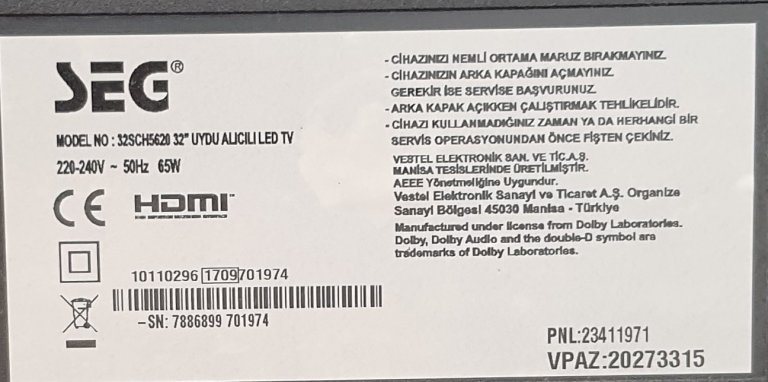 SEG®
MODEL NO : 32SCH5620 32" UYDU ALICILI LED TV
220-240V ~ 50Hz 65W
CE HDMI
HIGH DEFINITION MULTIMEDIA INTERFACE
10110296 1709 701974
-SN: 7886899 701974
- CİHAZINIZI NEMLİ ORTAMA MARUZ BIRAKMAYINIZ.
- CİHAZINIZIN ARKA KAPAĞINI AÇMAYINIZ.
GEREKİR İSE SERVİSE BAŞVURUNUZ.
- ARKA KAPAK AÇIKKEN ÇALIŞTIRMAK TEHLİKELİDİR.
- CİHAZI KULLANMADIĞINIZ ZAMAN YA DA HERHANGİ BİR
SERVİS OPERASYONUNDAN ÖNCE FİŞTEN ÇEKİNİZ.
VESTEL ELEKTRONİK SAN. VE TİC.A.Ş.
MANİSA TESİSLERİNDE ÜRETİLMİŞTİR.
AEEE Yönetmeliğine Uygundur.
Vestel Elektronik Sanayi ve Ticaret A.Ş. Organize
Sanayi Bölgesi 45030 Manisa - Türkiye
Manufactured under license from Dolby Laboratories.
Dolby, Dolby Audio and the double-D symbol are
trademarks of Dolby Laboratories.
PNL:23411971
VPAZ:20273315